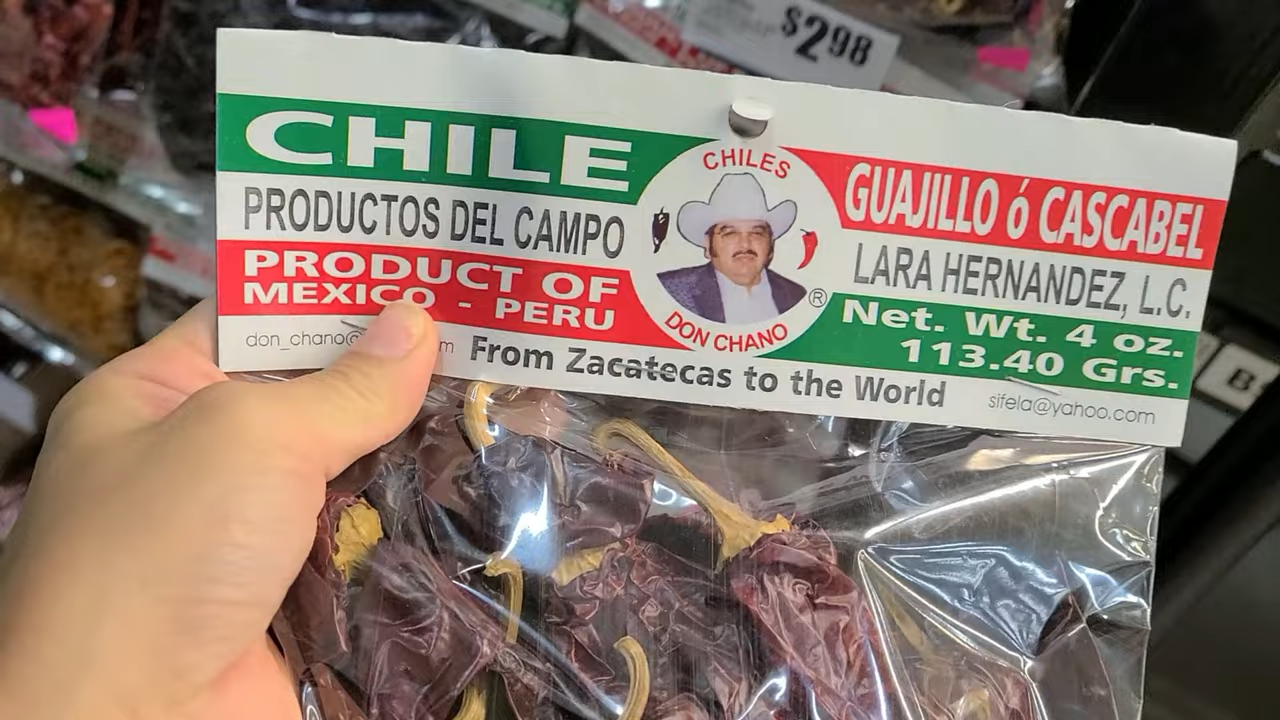 $2.98
CHILE
PRODUCTOS DEL CAMPO
PRODUCT OF
MEXICO - PERU
CHILES
DON CHANO
®
GUAJILLO ó CASCABEL
LARA HERNANDEZ, L.C.
Net. Wt. 4 oz.
113.40 Grs.
From Zacatecas to the World
sifela@yahoo.com
B